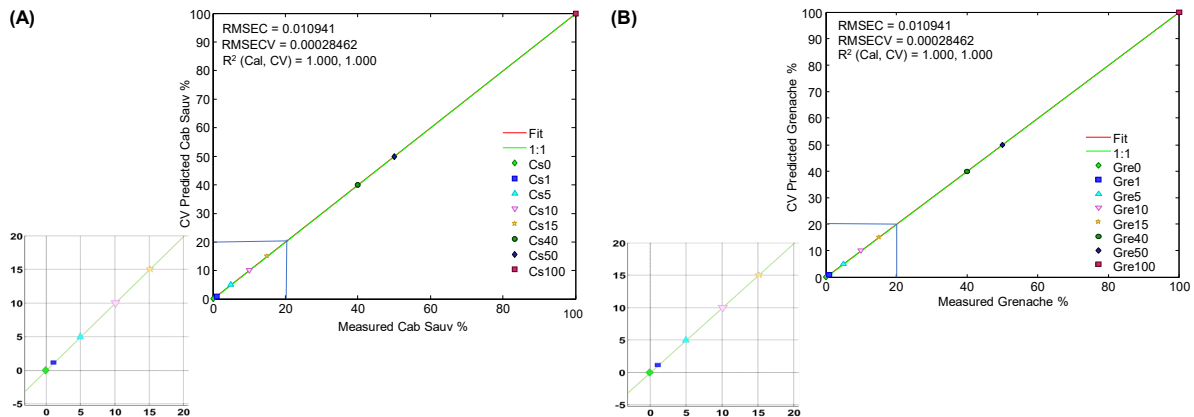 (A)
RMSEC = 0.010941
RMSECV = 0.00028462
R² (Cal, CV) = 1.000, 1.000
100
90
80
70
60
50
40
30
20
10
0
CV Predicted Cab Sauv %
Fit
1:1
Cs0
Cs1
Cs5
Cs10
Cs15
Cs40
Cs50
Cs100
0 20 40 60 80 100
Measured Cab Sauv %
20
15
10
5
0
-5
0 5 10 15 20
(B)
RMSEC = 0.010941
RMSECV = 0.00028462
R² (Cal, CV) = 1.000, 1.000
100
90
80
70
60
50
40
30
20
10
0
CV Predicted Grenache %
Fit
1:1
Gre0
Gre1
Gre5
Gre10
Gre15
Gre40
Gre50
Gre100
0 20 40 60 80 100
Measured Grenache %
20
15
10
5
0
-5
0 5 10 15 20